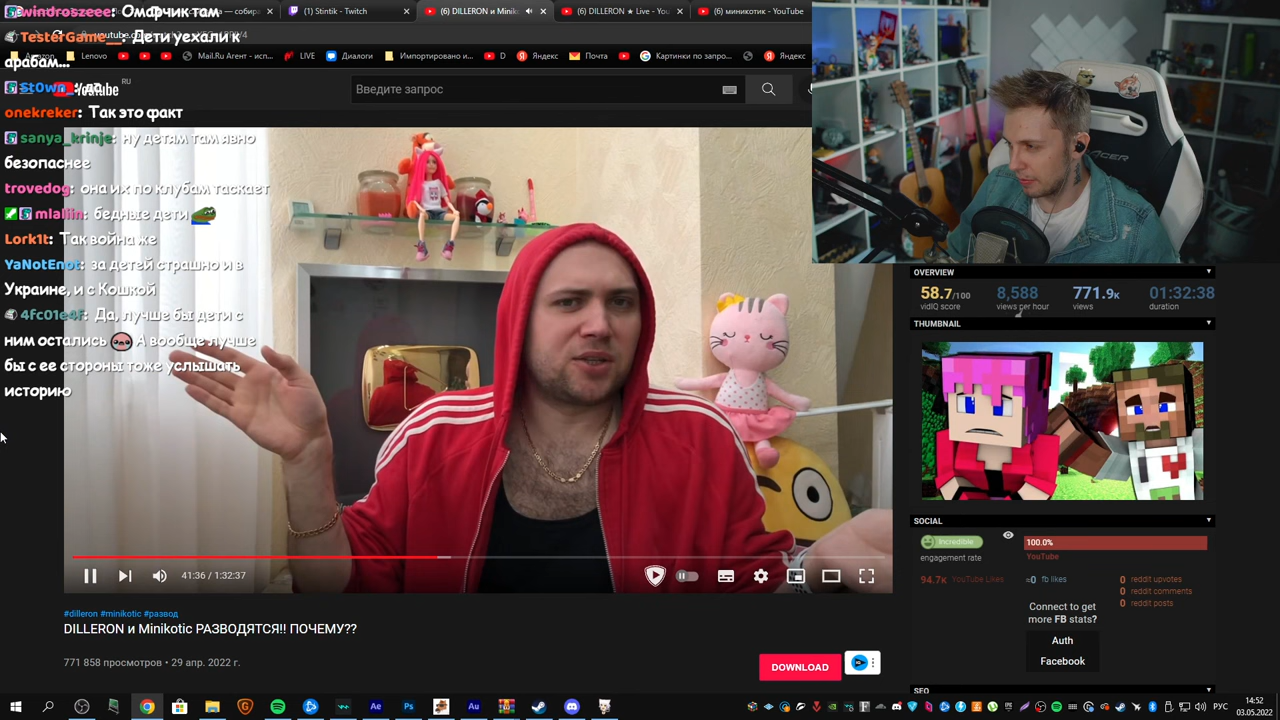 windroszeee: Омарчик там
TesterGame__: Дети уехали к
арабам...
St0wn_: да
onekreker: Так это факт
sanya_krinje: ну детям там явно
безопаснее
trovedog: она их по клубам таскает
mlallin: бедные дети
Lork1t: Так война же
YaNotEnot: за детей страшно и в
Украине, и с Кошкой
4fc01e4f: Да, лучше бы дети с
ним остались А вообще лучше
бы с ее стороны тоже услышать
историю
(1) Stintik - Twitch
(6) DILLERON и Minik
(6) DILLERON ★ Live - You
(6) миникотик - YouTube
Lenovo
Mail.Ru Агент - исп...
LIVE
Диалоги
Импортировано и...
D
Яндекс
Почта
Картинки по запро...
Яндекс
YouTube
RU
Введите запрос
ACER
OVERVIEW
58.7/100
8,588
771.9K
01:32:38
vidIQ score
views per hour
views
duration
THUMBNAIL
SOCIAL
Incredible
100.0%
engagement rate
YouTube
94.7K YouTube Likes
≈0 fb likes
0 reddit upvotes
0 reddit comments
0 reddit posts
Connect to get
more FB stats?
Auth
Facebook
SEO
41:36 / 1:32:37
#dilleron #minikotic #развод
DILLERON и Minikotic РАЗВОДЯТСЯ!! ПОЧЕМУ??
771 858 просмотров • 29 апр. 2022 г.
DOWNLOAD
Ae
Ps
РУС
14:52
03.05.2022